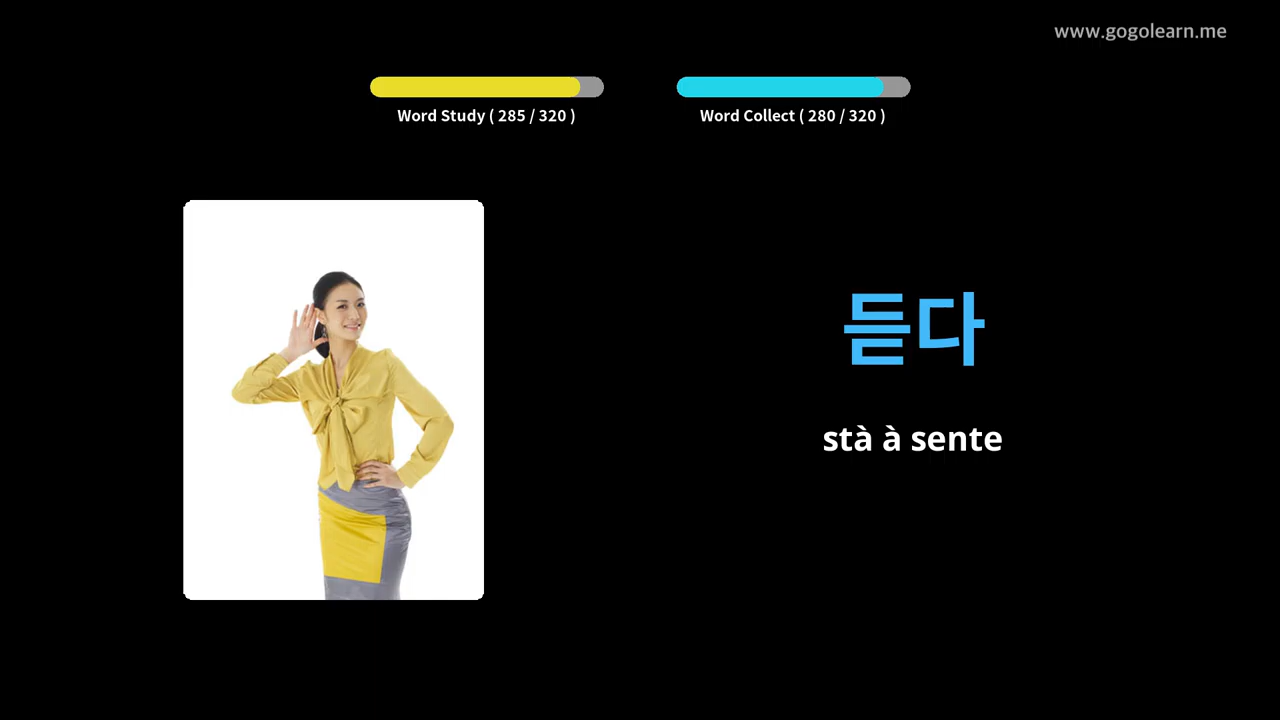 www.gogolearn.me
Word Study ( 285 / 320 )
Word Collect ( 280 / 320 )
듣다
stà à sente